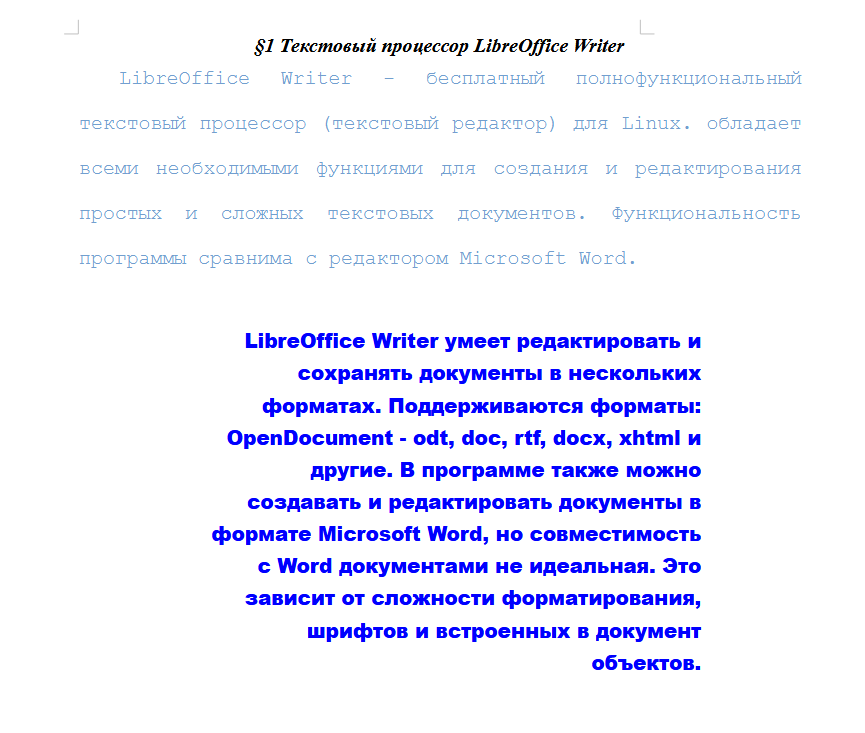 §1 Текстовый процессор LibreOffice Writer
LibreOffice Writer – бесплатный полнофункциональный
текстовый процессор (текстовый редактор) для Linux. обладает
всеми необходимыми функциями для создания и редактирования
простых и сложных текстовых документов. Функциональность
программы сравнима с редактором Microsoft Word.
LibreOffice Writer умеет редактировать и
сохранять документы в нескольких
форматах. Поддерживаются форматы:
OpenDocument - odt, doc, rtf, docx, xhtml и
другие. В программе также можно
создавать и редактировать документы в
формате Microsoft Word, но совместимость
с Word документами не идеальная. Это
зависит от сложности форматирования,
шрифтов и встроенных в документ
объектов.